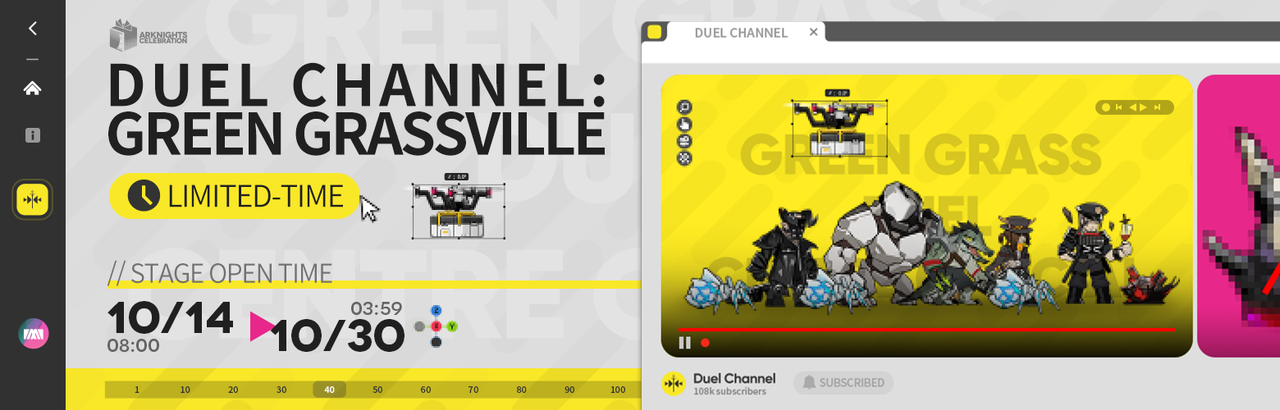 ARKNIGHTS
CELEBRATION
DUEL CHANNEL:
GREEN GRASSVILLE
LIMITED-TIME
// STAGE OPEN TIME
10/14
08:00
03:59
10/30
Z
X
Y
1 10 20 30 40 50 60 70 80 90 100
DUEL CHANNEL
GREEN GRASS
Duel Channel
108k subscribers
SUBSCRIBED